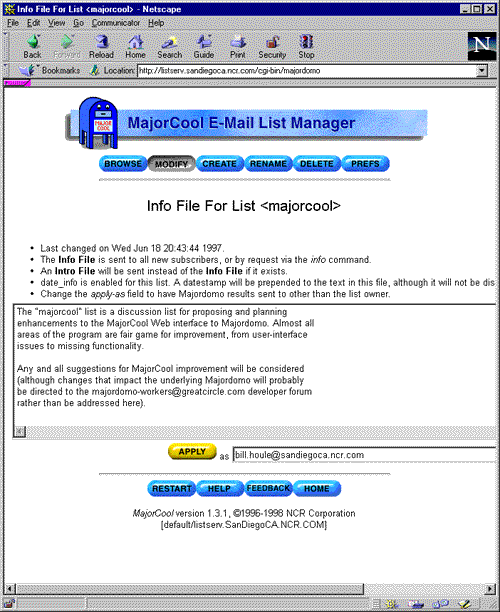 Info File For List <majorcool> - Netscape
File Edit View Go Communicator Help
Back Forward Reload Home Search Guide Print Security Stop
Bookmarks Location: http://listserv.sandiegoca.ncr.com/cgi-bin/majordomo
N
MAJOR COOL
MajorCool E-Mail List Manager
BROWSE MODIFY CREATE RENAME DELETE PREFS
Info File For List <majorcool>
• Last changed on Wed Jun 18 20:43:44 1997.
• The Info File is sent to all new subscribers, or by request via the info command.
• An Intro File will be sent instead of the Info File if it exists.
• date_info is enabled for this list. A datestamp will be prepended to the text in this file, although it will not be dis
• Change the apply-as field to have Majordomo results sent to other than the list owner.
The "majorcool" list is a discussion list for proposing and planning
enhancements to the MajorCool Web interface to Majordomo. Almost all
areas of the program are fair game for improvement, from user-interface
issues to missing functionality.
Any and all suggestions for MajorCool improvement will be considered
(although changes that impact the underlying Majordomo will probably
be directed to the majordomo-workers@greatcircle.com developer forum
rather than be addressed here).
APPLY as bill.houle@sandiegoca.ncr.com
RESTART HELP FEEDBACK HOME
MajorCool version 1.3.1, ©1996-1998 NCR Corporation
[default/listserv.SanDiegoCA.NCR.COM]